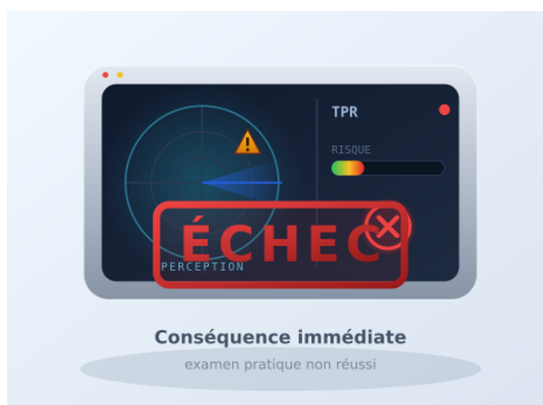 TPR
RISQUE
ÉCHEC
PERCEPTION
Conséquence immédiate
examen pratique non réussi